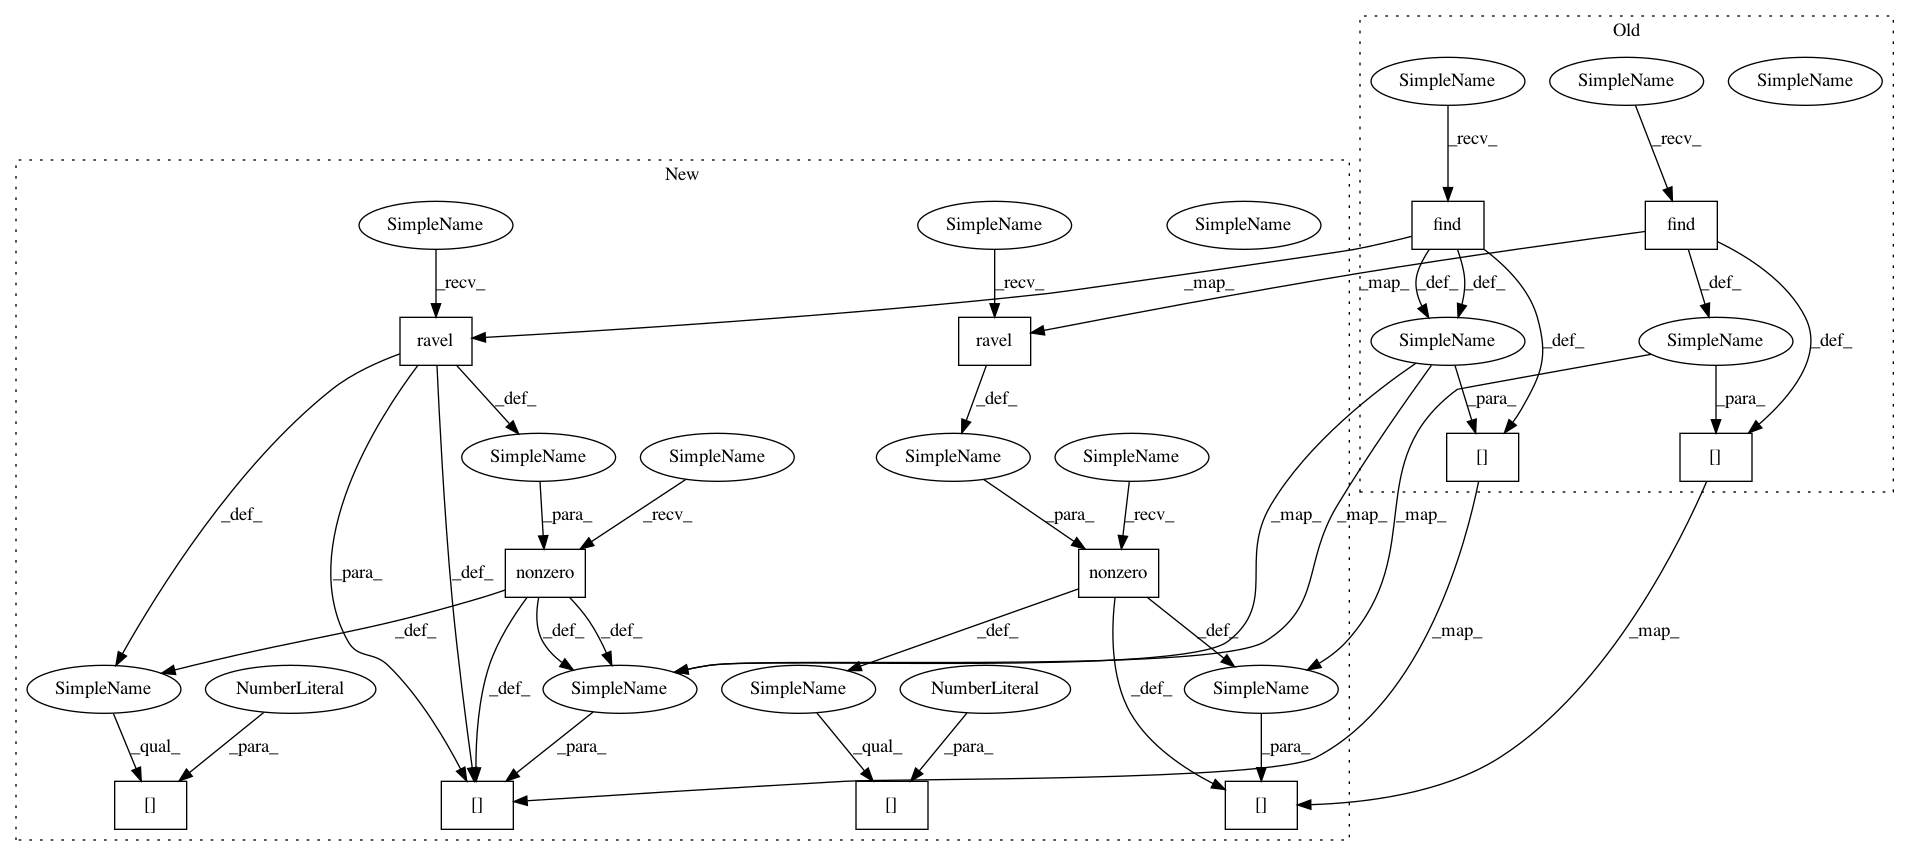 Old
SimpleName SimpleName SimpleName
_recv_ _recv_
New
SimpleName SimpleName SimpleName find find
_recv_ _recv_ _map_ _map_ _def_ _def_ _def_
ravel ravel SimpleName _def_ SimpleName _def_
_def_ _def_ _para_ _para_
SimpleName SimpleName SimpleName SimpleName [] []
_def_ _para_ _recv_ _para_ _recv_ _map_ _map_ _map_
_para_ _def_ nonzero nonzero
_def_ _def_ _def_ _def_ _def_ _map_ _map_
SimpleName NumberLiteral _def_ SimpleName SimpleName NumberLiteral _def_ SimpleName
_qual_ _para_ _para_ _qual_ _para_ _para_
[] [] [] []